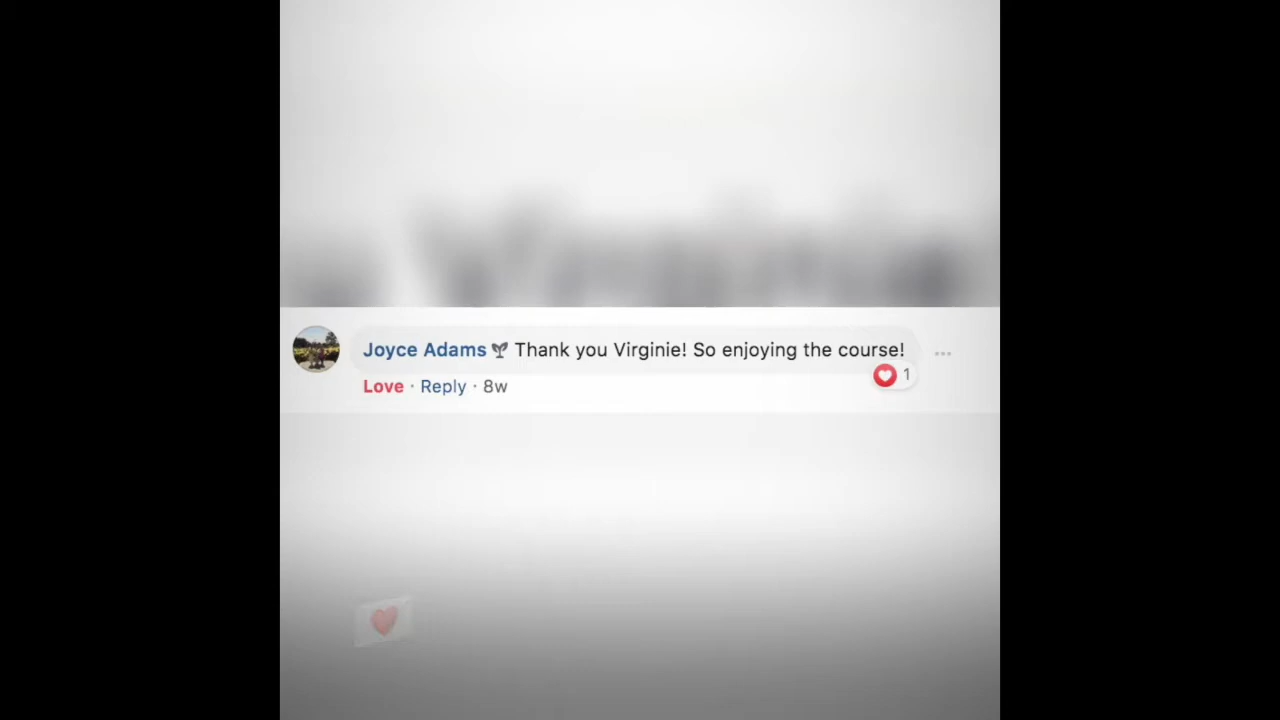 Joyce Adams Thank you Virginie! So enjoying the course!
1
Love · Reply · 8w